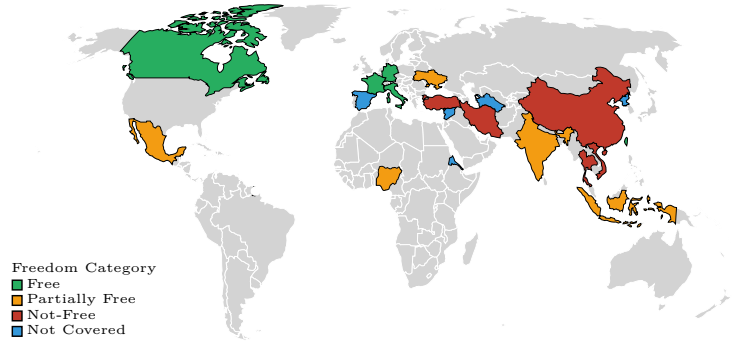 Freedom Category
Free
Partially Free
Not-Free
Not Covered